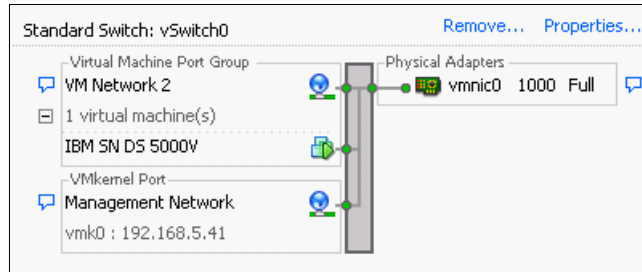 Standard Switch: vSwitch0 Remove... Properties...
Virtual Machine Port Group
VM Network 2
1 virtual machine(s)
IBM SN DS 5000V
VMkernel Port
Management Network
vmk0 : 192.168.5.41
Physical Adapters
vmnic0 1000 Full